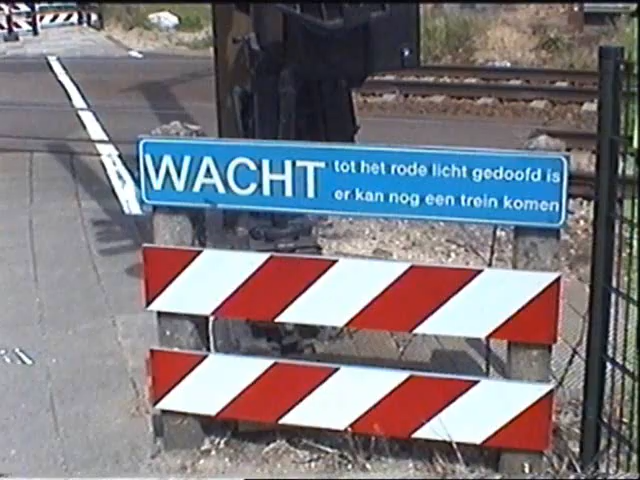 WACHT tot het rode licht gedoofd is
er kan nog een trein komen